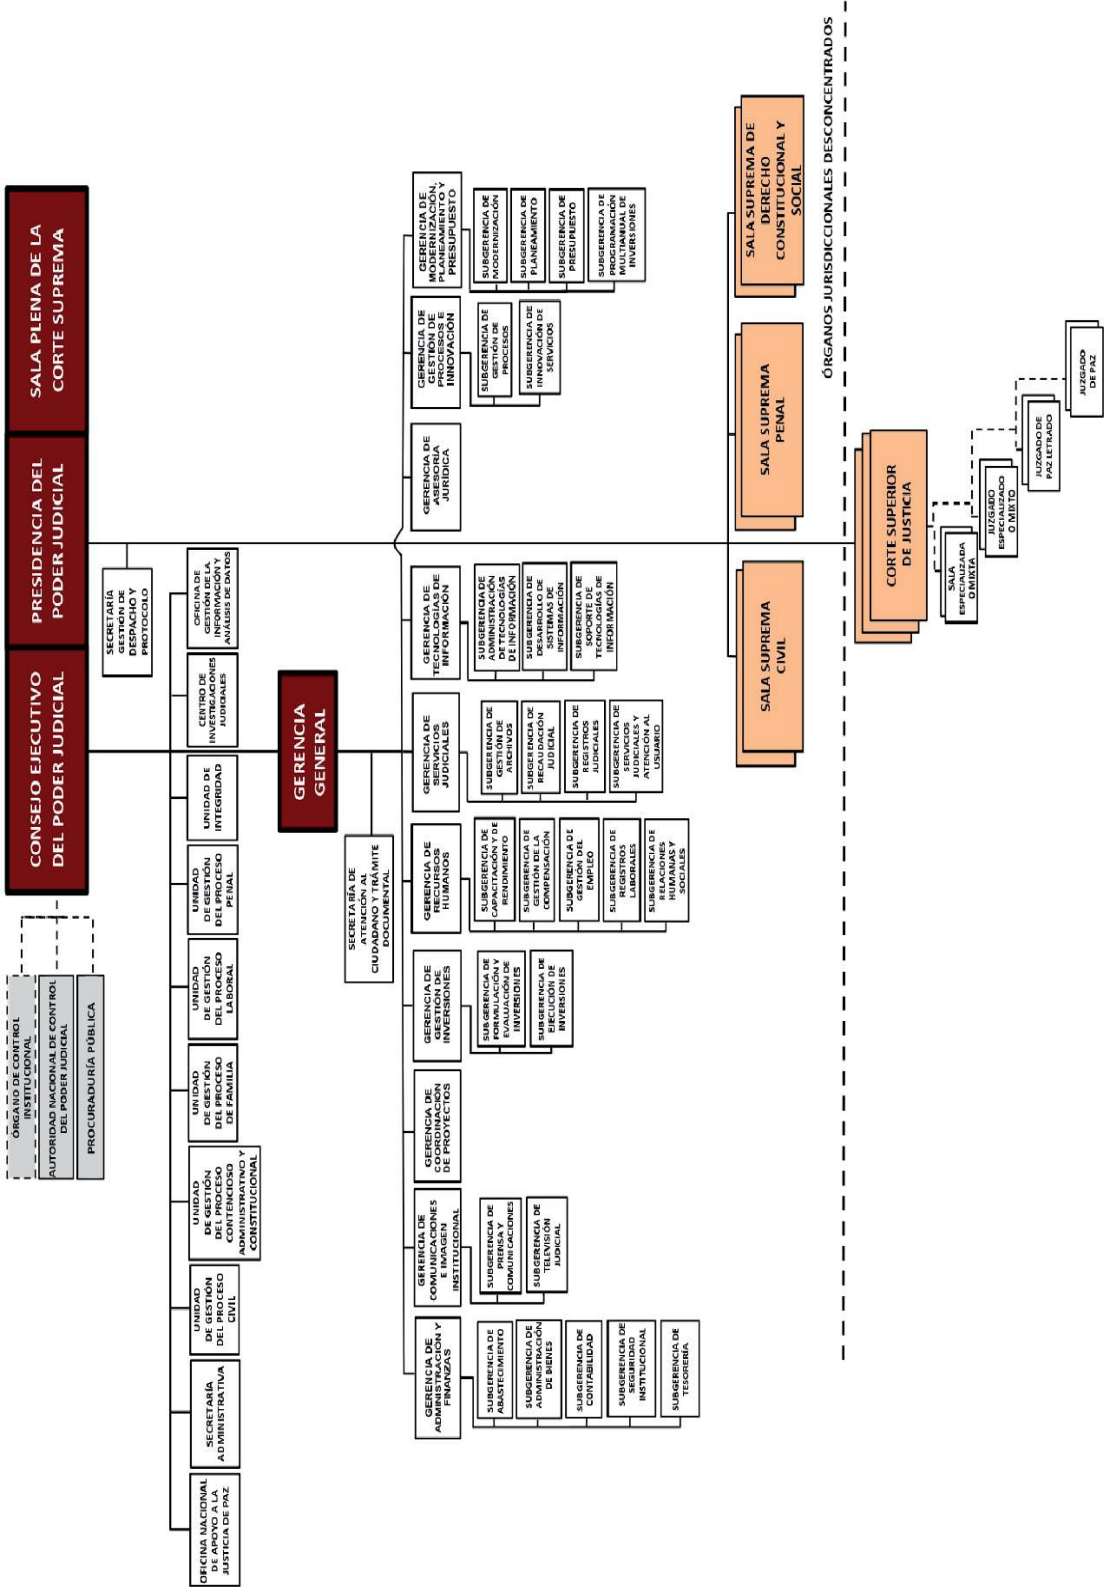 CONSEJO EJECUTIVO
DEL PODER JUDICIAL
PRESIDENCIA DEL
PODER JUDICIAL
SALA PLENA DE LA
CORTE SUPREMA
ÓRGANO DE CONTROL
INSTITUCIONAL
AUTORIDAD NACIONAL DE CONTROL
DEL PODER JUDICIAL
PROCURADURÍA PÚBLICA
SECRETARÍA
GESTIÓN DE
DESPACHO Y
PROTOCOLO
OFICINA NACIONAL
DE APOYO A LA
JUSTICIA DE PAZ
SECRETARÍA
ADMINISTRATIVA
UNIDAD
DE GESTIÓN
DEL PROCESO
CIVIL
UNIDAD
DE GESTIÓN
DEL PROCESO
CONTENCIOSO
ADMINISTRATIVO Y
CONSTITUCIONAL
UNIDAD
DE GESTIÓN
DEL PROCESO
DE FAMILIA
UNIDAD
DE GESTIÓN
DEL PROCESO
LABORAL
UNIDAD
DE GESTIÓN
DEL PROCESO
PENAL
UNIDAD DE
INTEGRIDAD
CENTRO DE
INVESTIGACIONES
JUDICIALES
OFICINA DE
GESTIÓN DE LA
INFORMACIÓN Y
ANÁLISIS DE DATOS
GERENCIA
GENERAL
SECRETARÍA DE
ATENCIÓN AL
CIUDADANO Y TRÁMITE
DOCUMENTAL
GERENCIA DE
ADMINISTRACIÓN Y
FINANZAS
SUBGERENCIA DE
ABASTECIMIENTO
SUBGERENCIA DE
ADMINISTRACIÓN
DE BIENES
SUBGERENCIA DE
CONTABILIDAD
SUBGERENCIA DE
SEGURIDAD
INSTITUCIONAL
SUBGERENCIA DE
TESORERÍA
GERENCIA DE
COMUNICACIONES
E IMAGEN
INSTITUCIONAL
SUBGERENCIA DE
PRENSA Y
COMUNICACIONES
SUBGERENCIA DE
TELEVISIÓN
JUDICIAL
GERENCIA DE
COORDINACIÓN
DE PROYECTOS
GERENCIA DE
GESTIÓN DE
INVERSIONES
SUBGERENCIA DE
FORMULACIÓN Y
EVALUACIÓN DE
INVERSIONES
SUBGERENCIA DE
EJECUCIÓN DE
INVERSIONES
GERENCIA DE
RECURSOS
HUMANOS
SUBGERENCIA DE
CAPACITACIÓN Y DE
RENDIMIENTO
SUBGERENCIA DE
GESTIÓN DE LA
COMPENSACIÓN
SUBGERENCIA DE
GESTIÓN DEL
EMPLEO
SUBGERENCIA DE
REGISTROS
LABORALES
SUBGERENCIA DE
RELACIONES
HUMANAS Y
SOCIALES
GERENCIA DE
SERVICIOS
JUDICIALES
SUBGERENCIA DE
GESTIÓN DE
ARCHIVOS
SUBGERENCIA DE
RECAUDACIÓN
JUDICIAL
SUBGERENCIA DE
REGISTROS
JUDICIALES
SUBGERENCIA DE
SERVICIOS
JUDICIALES Y
ATENCIÓN AL
USUARIO
GERENCIA DE
TECNOLOGÍAS DE
INFORMACIÓN
SUBGERENCIA DE
ADMINISTRACIÓN
DE TECNOLOGÍAS
DE INFORMACIÓN
SUBGERENCIA DE
DESARROLLO DE
SISTEMAS DE
INFORMACIÓN
SUBGERENCIA DE
SOPORTE DE
TECNOLOGÍAS DE
INFORMACIÓN
GERENCIA DE
ASESORÍA
JURÍDICA
GERENCIA DE
GESTIÓN DE
PROCESOS E
INNOVACIÓN
SUBGERENCIA DE
GESTIÓN DE
PROCESOS
SUBGERENCIA DE
INNOVACIÓN DE
SERVICIOS
GERENCIA DE
MODERNIZACIÓN,
PLANEAMIENTO Y
PRESUPUESTO
SUBGERENCIA DE
MODERNIZACIÓN
SUBGERENCIA DE
PLANEAMIENTO
SUBGERENCIA DE
PRESUPUESTO
SUBGERENCIA DE
PROGRAMACIÓN
MULTIANUAL DE
INVERSIONES
SALA SUPREMA
CIVIL
SALA SUPREMA
PENAL
SALA SUPREMA DE
DERECHO
CONSTITUCIONAL Y
SOCIAL
ÓRGANOS JURISDICCIONALES DESCONCENTRADOS
CORTE SUPERIOR
DE JUSTICIA
SALA
ESPECIALIZADA
O MIXTA
JUZGADO
ESPECIALIZADO
O MIXTO
JUZGADO DE
PAZ LETRADO
JUZGADO
DE PAZ